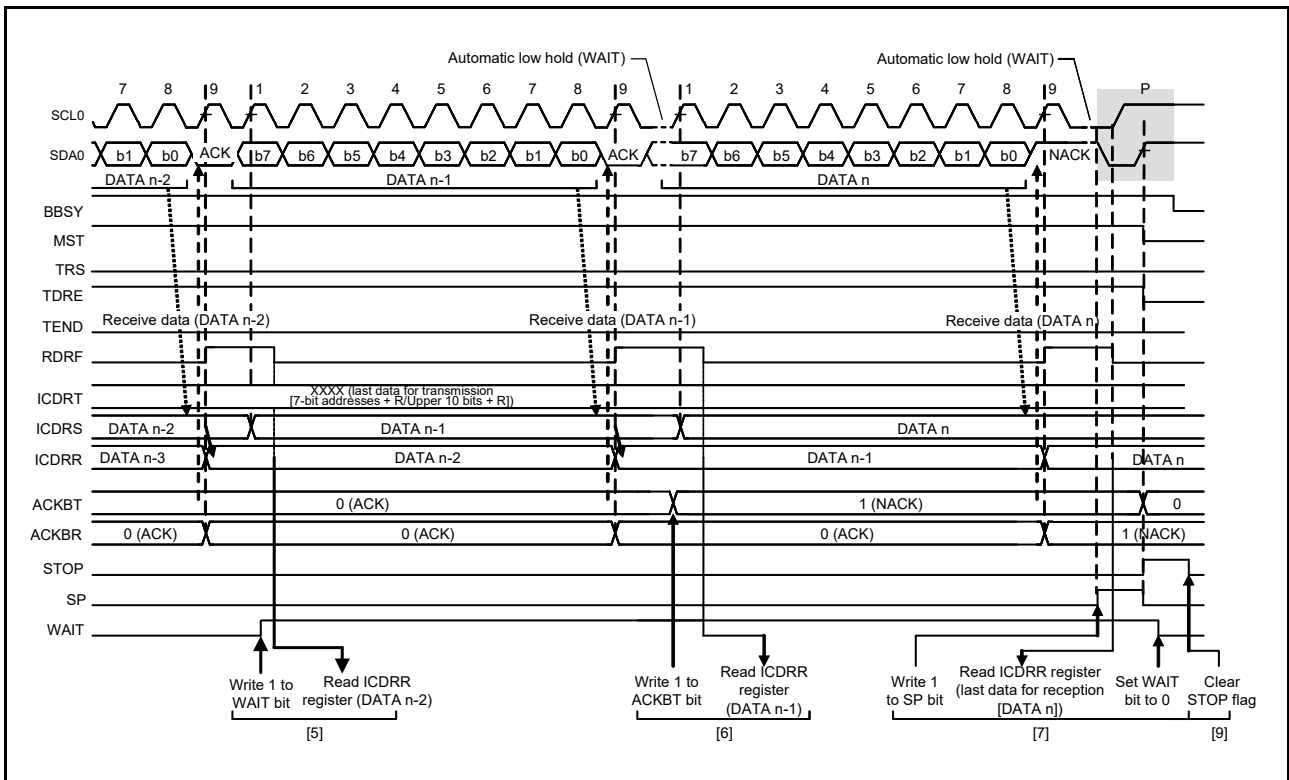 Automatic low hold (WAIT) Automatic low hold (WAIT)
7 8 9 1 2 3 4 5 6 7 8 9 1 2 3 4 5 6 7 8 9 P
SCL0
SDA0 b1 b0 ACK b7 b6 b5 b4 b3 b2 b1 b0 ACK b7 b6 b5 b4 b3 b2 b1 b0 NACK
DATA n-2 DATA n-1 DATA n
BBSY
MST
TRS
TDRE
Receive data (DATA n-2) Receive data (DATA n-1) Receive data (DATA n)
TEND
RDRF
XXXX (last data for transmission
ICDRT
[7-bit addresses + R/Upper 10 bits + R])
ICDRS DATA n-2 DATA n-1 DATA n
ICDRR DATA n-3 DATA n-2 DATA n-1 DATA n
ACKBT 0 (ACK) 1 (NACK) 0
ACKBR 0 (ACK) 0 (ACK) 0 (ACK) 1 (NACK)
STOP
SP
WAIT
Write 1 to
WAIT bit
Read ICDRR
register (DATA n-2)
Write 1 to
ACKBT bit
Read ICDRR
register
(DATA n-1)
Write 1
to SP bit
Read ICDRR register
(last data for reception
[DATA n])
Set WAIT
bit to 0
Clear
STOP flag
[5] [6] [7] [9]